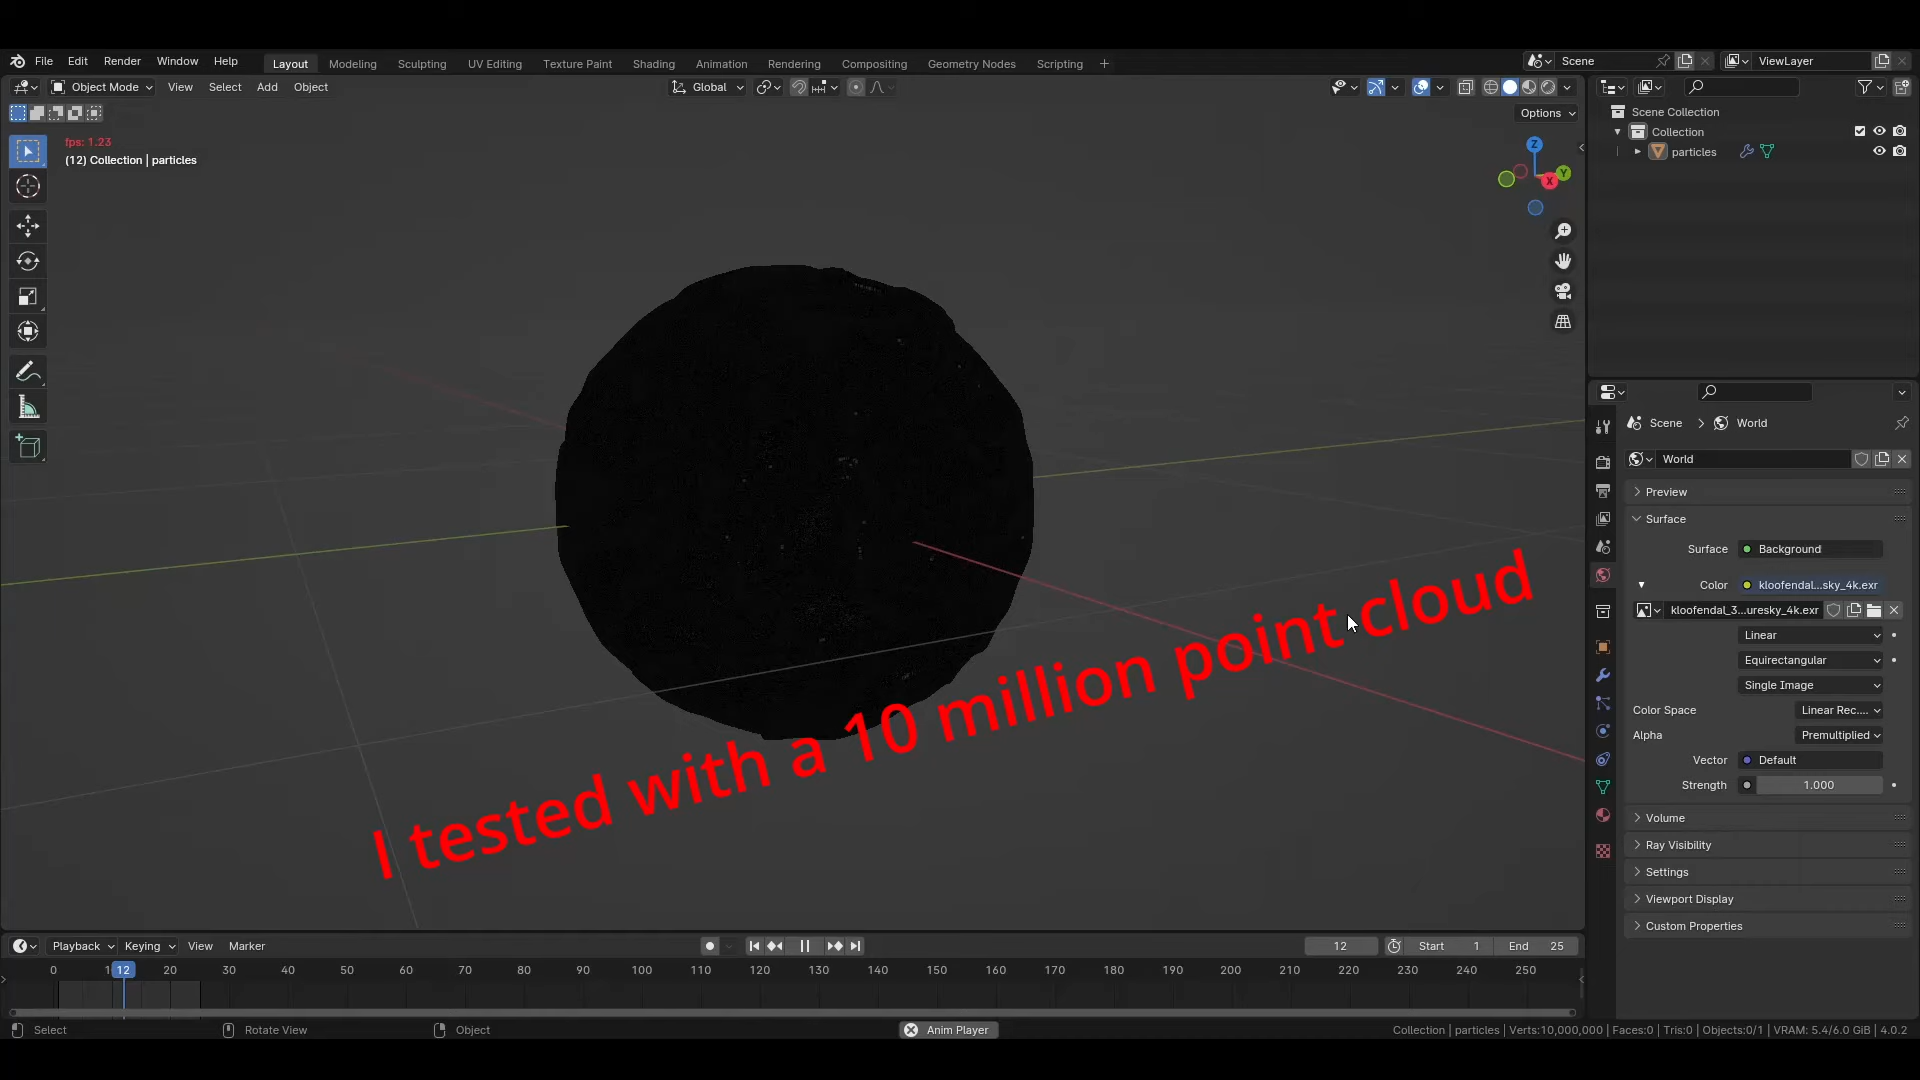 File Edit Render Window Help Layout Modeling Sculpting UV Editing Texture Paint Shading Animation Rendering Compositing Geometry Nodes Scripting + Scene ViewLayer
Object Mode View Select Add Object Global
Options
fps: 1.23
(12) Collection | particles
Z
Y
X
Scene Collection
Collection
particles
Scene > World
World
Preview
Surface
Surface Background
Color kloofendal...sky_4k.exr
kloofendal_3...uresky_4k.exr
Linear
Equirectangular
Single Image
Color Space Linear Rec....
Alpha Premultiplied
Vector Default
Strength 1.000
Volume
Ray Visibility
Settings
Viewport Display
Custom Properties
I tested with a 10 million point cloud
Playback Keying View Marker 12 Start 1 End 25
0 1 12 20 30 40 50 60 70 80 90 100 110 120 130 140 150 160 170 180 190 200 210 220 230 240 250
Select Rotate View Object Anim Player Collection | particles | Verts:10,000,000 | Faces:0 | Tris:0 | Objects:0/1 | VRAM: 5.4/6.0 GiB | 4.0.2